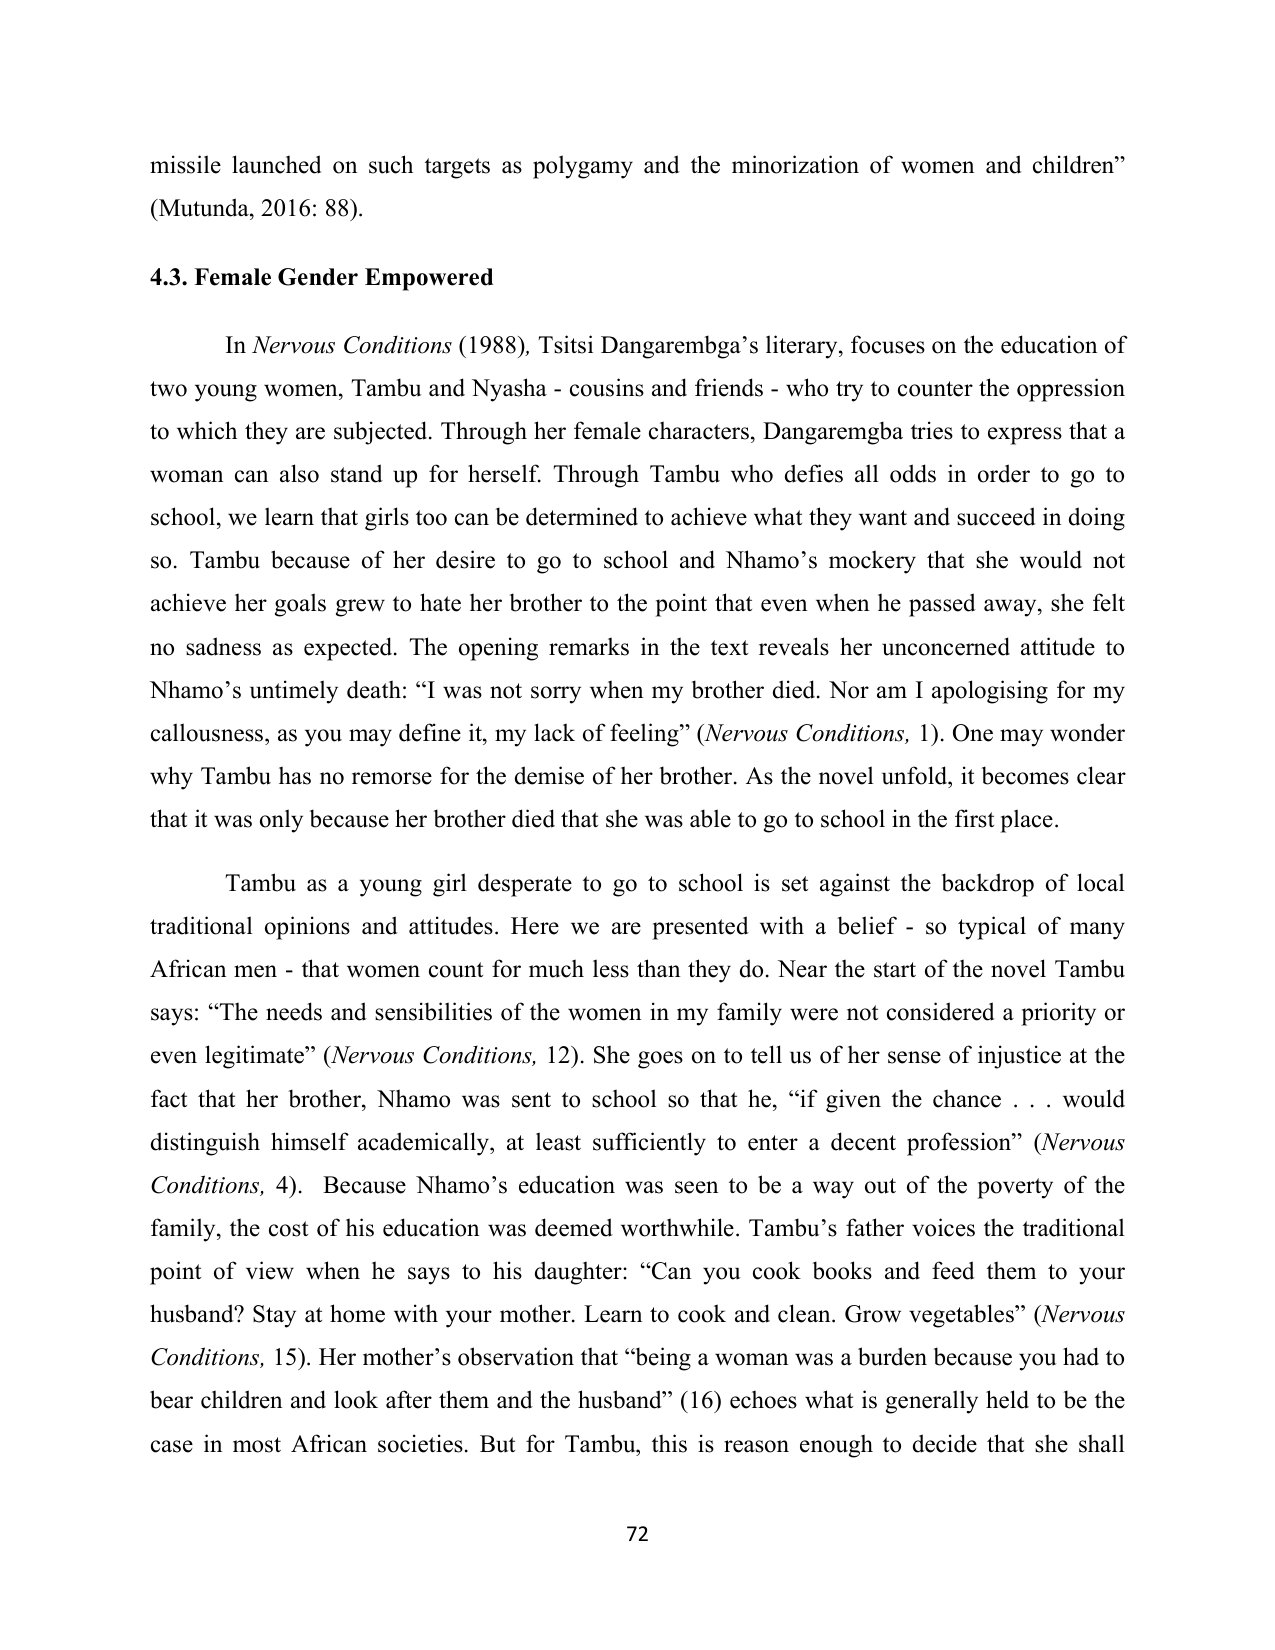 missile launched on such targets as polygamy and the minorization of women and children”
(Mutunda, 2016: 88).
4.3. Female Gender Empowered
In Nervous Conditions (1988), Tsitsi Dangarembga’s literary, focuses on the education of
two young women, Tambu and Nyasha - cousins and friends - who try to counter the oppression
to which they are subjected. Through her female characters, Dangaremgba tries to express that a
woman can also stand up for herself. Through Tambu who defies all odds in order to go to
school, we learn that girls too can be determined to achieve what they want and succeed in doing
so. Tambu because of her desire to go to school and Nhamo’s mockery that she would not
achieve her goals grew to hate her brother to the point that even when he passed away, she felt
no sadness as expected. The opening remarks in the text reveals her unconcerned attitude to
Nhamo’s untimely death: “I was not sorry when my brother died. Nor am I apologising for my
callousness, as you may define it, my lack of feeling” (Nervous Conditions, 1). One may wonder
why Tambu has no remorse for the demise of her brother. As the novel unfold, it becomes clear
that it was only because her brother died that she was able to go to school in the first place.
Tambu as a young girl desperate to go to school is set against the backdrop of local
traditional opinions and attitudes. Here we are presented with a belief - so typical of many
African men - that women count for much less than they do. Near the start of the novel Tambu
says: “The needs and sensibilities of the women in my family were not considered a priority or
even legitimate” (Nervous Conditions, 12). She goes on to tell us of her sense of injustice at the
fact that her brother, Nhamo was sent to school so that he, “if given the chance . . . would
distinguish himself academically, at least sufficiently to enter a decent profession” (Nervous
Conditions, 4).  Because Nhamo’s education was seen to be a way out of the poverty of the
family, the cost of his education was deemed worthwhile. Tambu’s father voices the traditional
point of view when he says to his daughter: “Can you cook books and feed them to your
husband? Stay at home with your mother. Learn to cook and clean. Grow vegetables” (Nervous
Conditions, 15). Her mother’s observation that “being a woman was a burden because you had to
bear children and look after them and the husband” (16) echoes what is generally held to be the
case in most African societies. But for Tambu, this is reason enough to decide that she shall
72